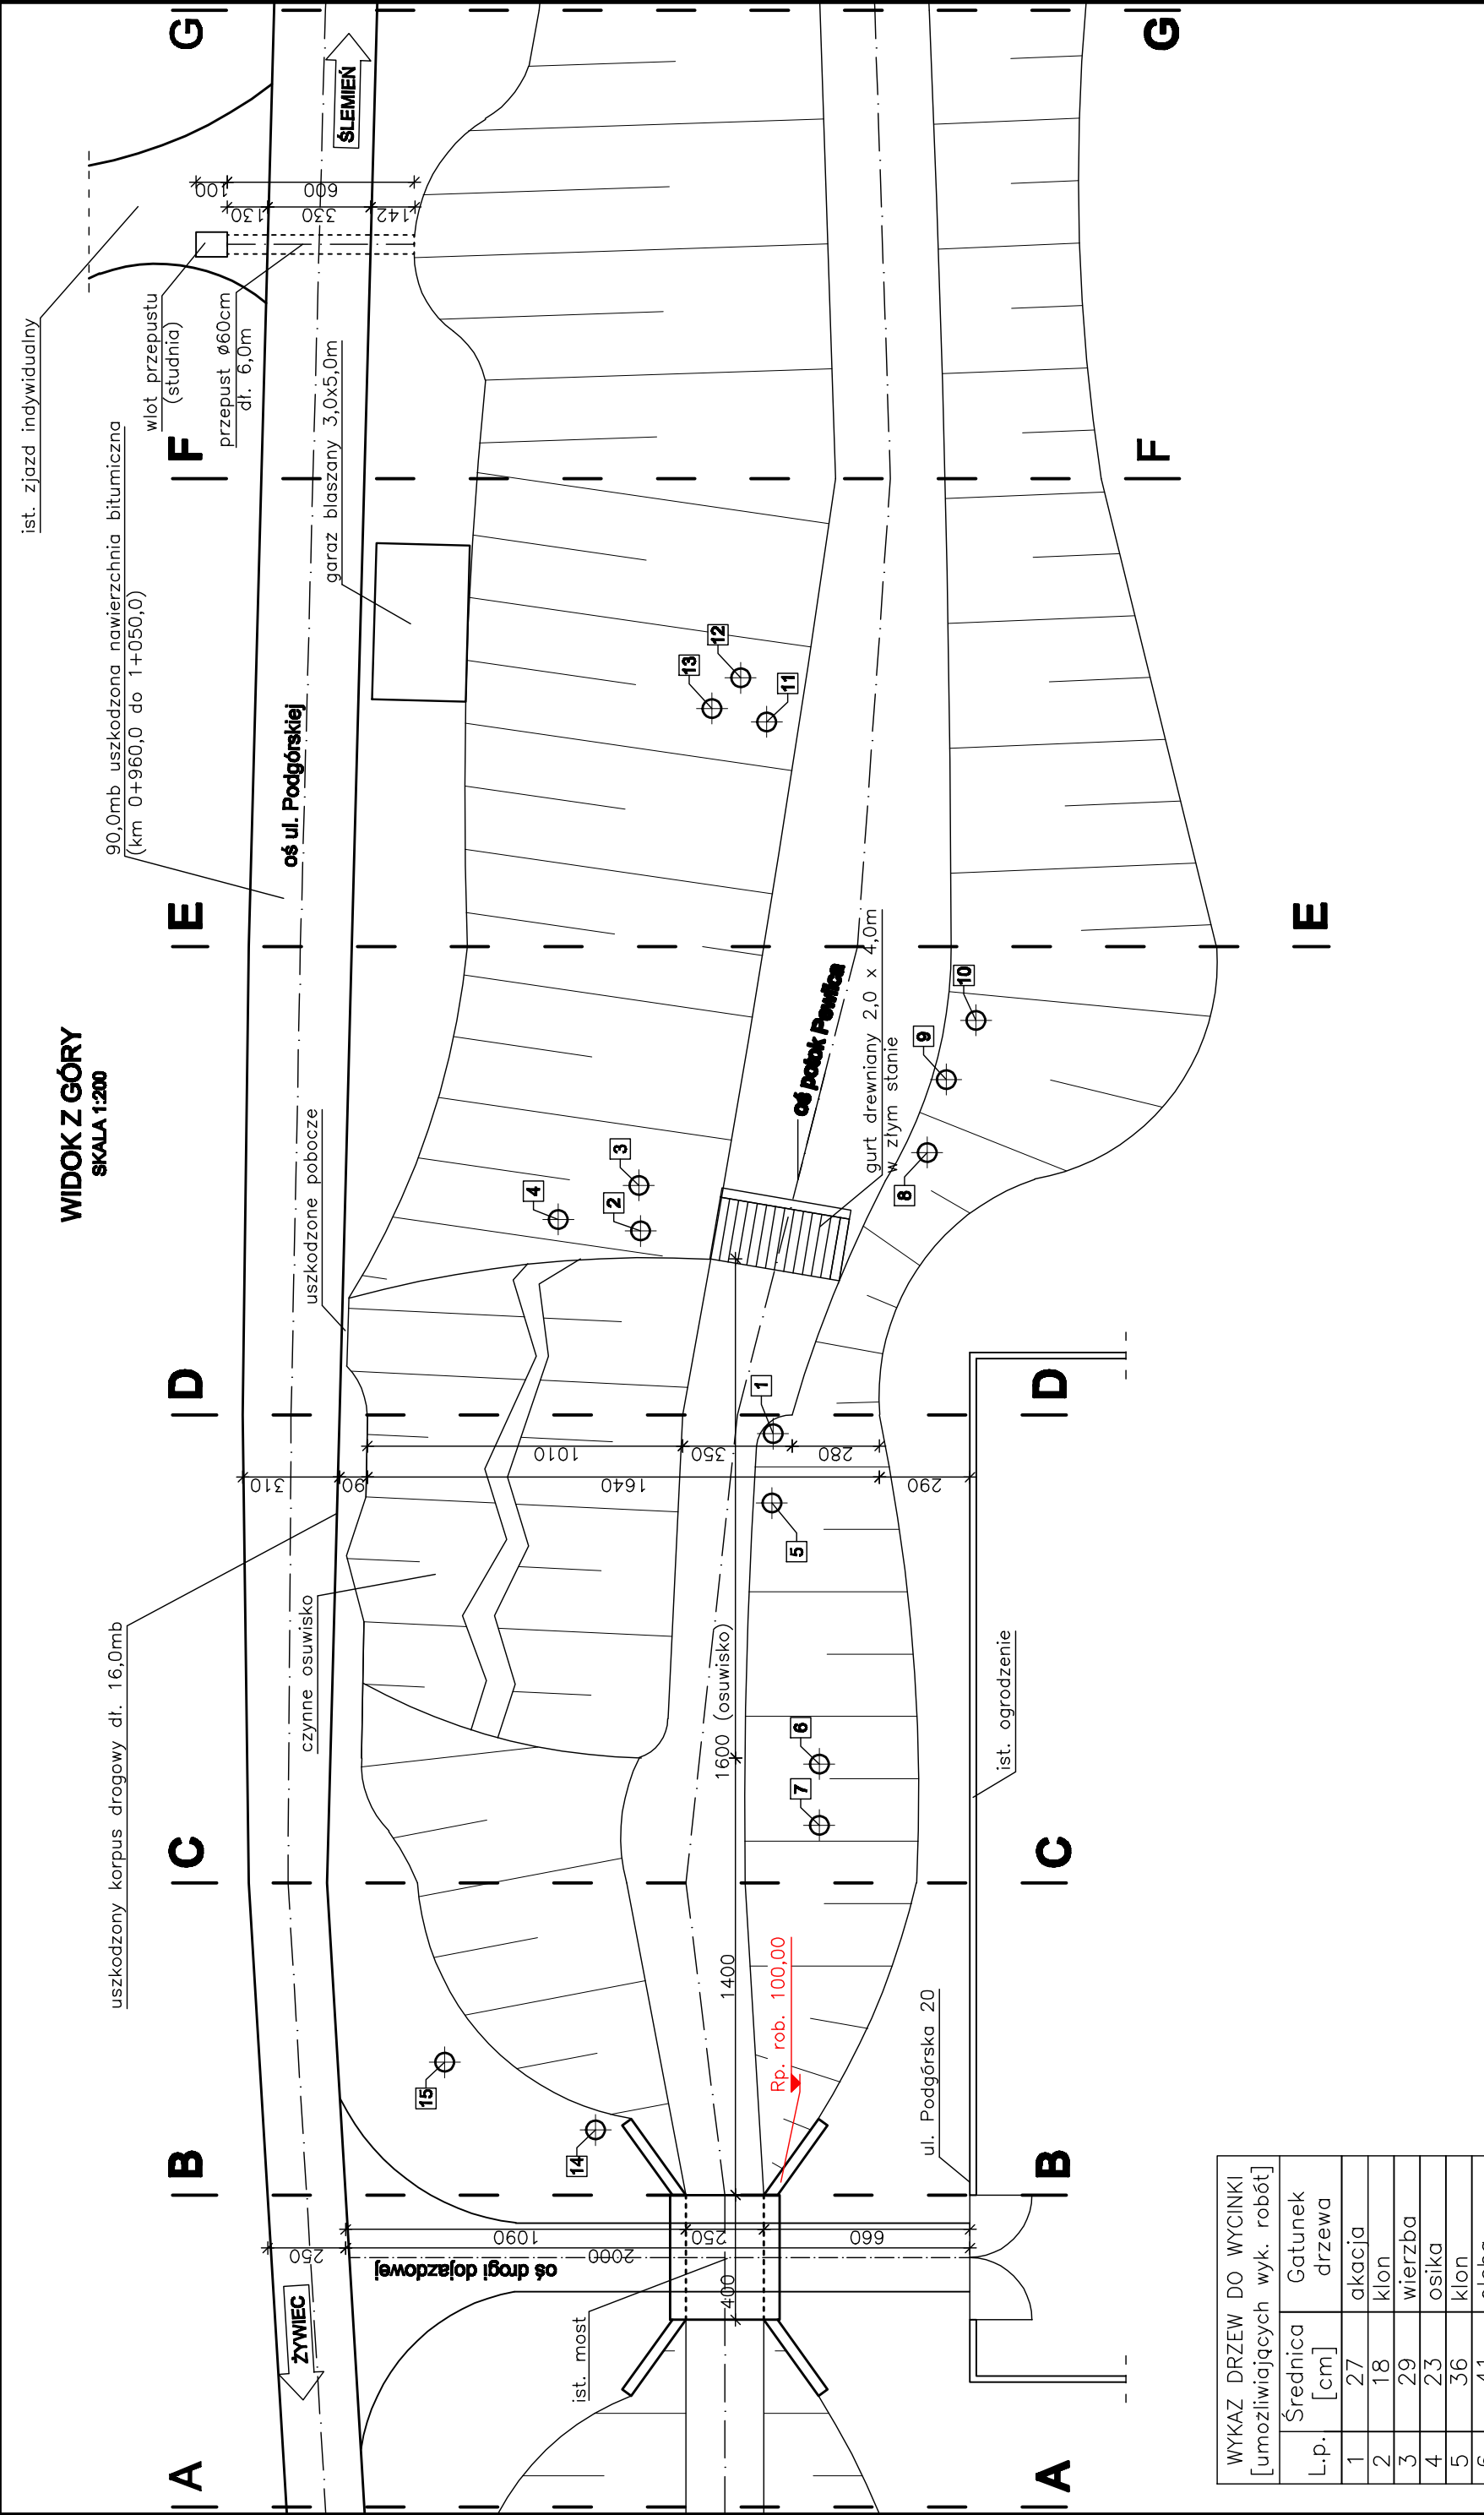 WIDOK Z GÓRY
SKALA 1:200
ist. zjazd indywidualny
90,0mb uszkodzona nawierzchnia bitumiczna
(km 0+960,0 do 1+050,0)
wlot przepustu
(studnia)
przepust ø60cm
dł. 6,0m
garaż blaszany 3,0x5,0m
oś ul. Podgórskiej
uszkodzone pobocze
uszkodzony korpus drogowy dł. 16,0mb
czynne osuwisko
ŻYWIEC
ŚLEMIEŃ
A
B
C
D
E
F
G
A
B
C
D
E
F
G
100
600
130
330
142
310
90
1010
350
280
1640
290
250
1090
250
660
2000
400
1400
1600 (osuwisko)
oś drogi dojazdowej
ist. most
oś potok Pewlica
gurt drewniany 2,0 x 4,0m
w złym stanie
Rp. rob. 100,00
ul. Podgórska 20
ist. ogrodzenie
1
2
3
4
5
6
7
8
9
10
11
12
13
14
15
WYKAZ DRZEW DO WYCINKI
[umożliwiających wyk. robót]
L.p. Średnica [cm] Gatunek drzewa
1 27 akacja
2 18 klon
3 29 wierzba
4 23 osika
5 36 klon